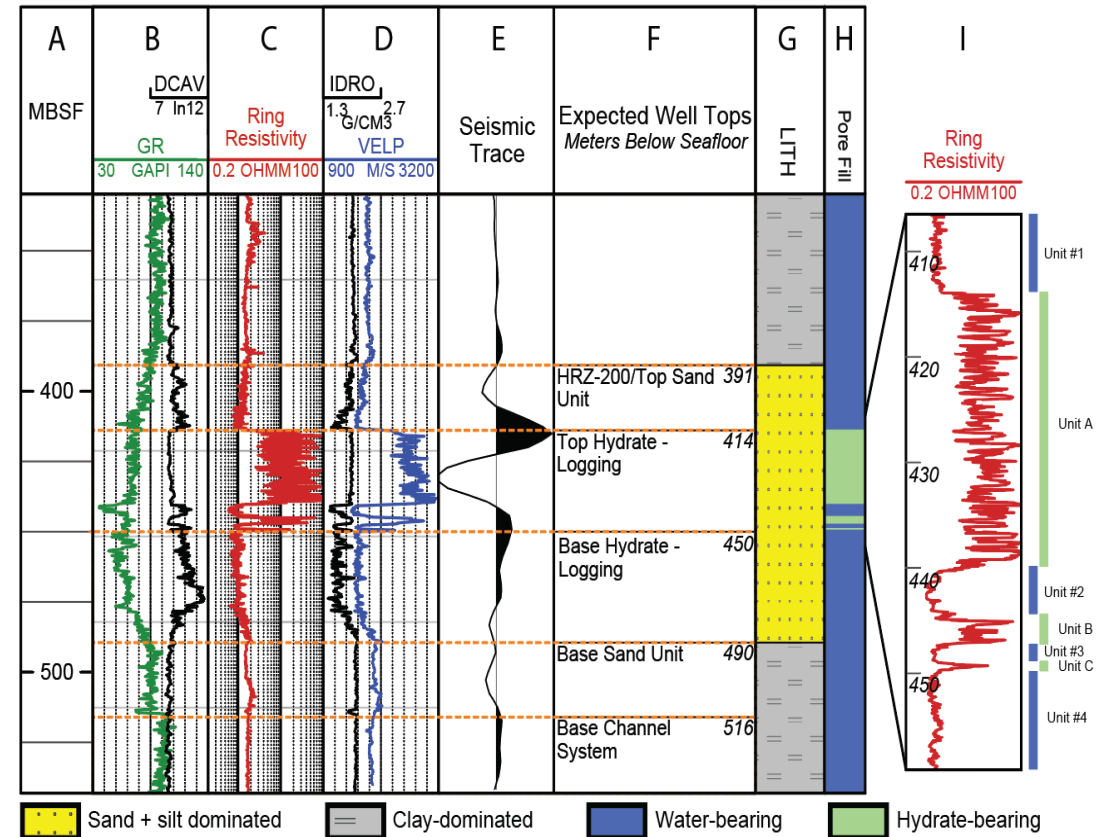 A
B
C
D
E
F
G
H
I
MBSF
DCAV
7 In12
GR
30 GAPI 140
Ring
Resistivity
0.2 OHMM100
IDRO
1.3 2.7
G/CM3
VELP
900 M/S 3200
Seismic
Trace
Expected Well Tops
Meters Below Seafloor
LITH
Pore Fill
Ring
Resistivity
0.2 OHMM100
400
500
HRZ-200/Top Sand 391
Unit
Top Hydrate - 414
Logging
Base Hydrate - 450
Logging
Base Sand Unit 490
Base Channel 516
System
410
420
430
440
450
Unit #1
Unit A
Unit #2
Unit B
Unit #3
Unit C
Unit #4
Sand + silt dominated
Clay-dominated
Water-bearing
Hydrate-bearing